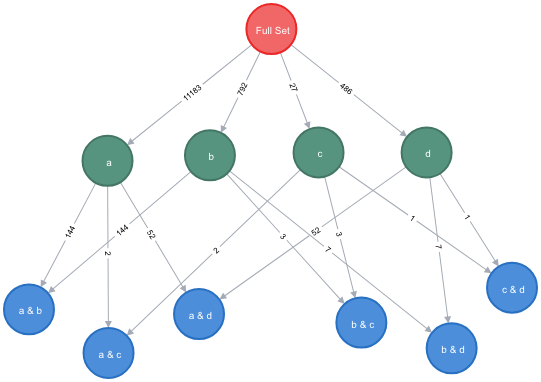 Full Set
11183
792
27
486
a
b
c
d
144
2
52
144
3
7
2
3
1
52
7
1
a & b
a & c
a & d
b & c
b & d
c & d